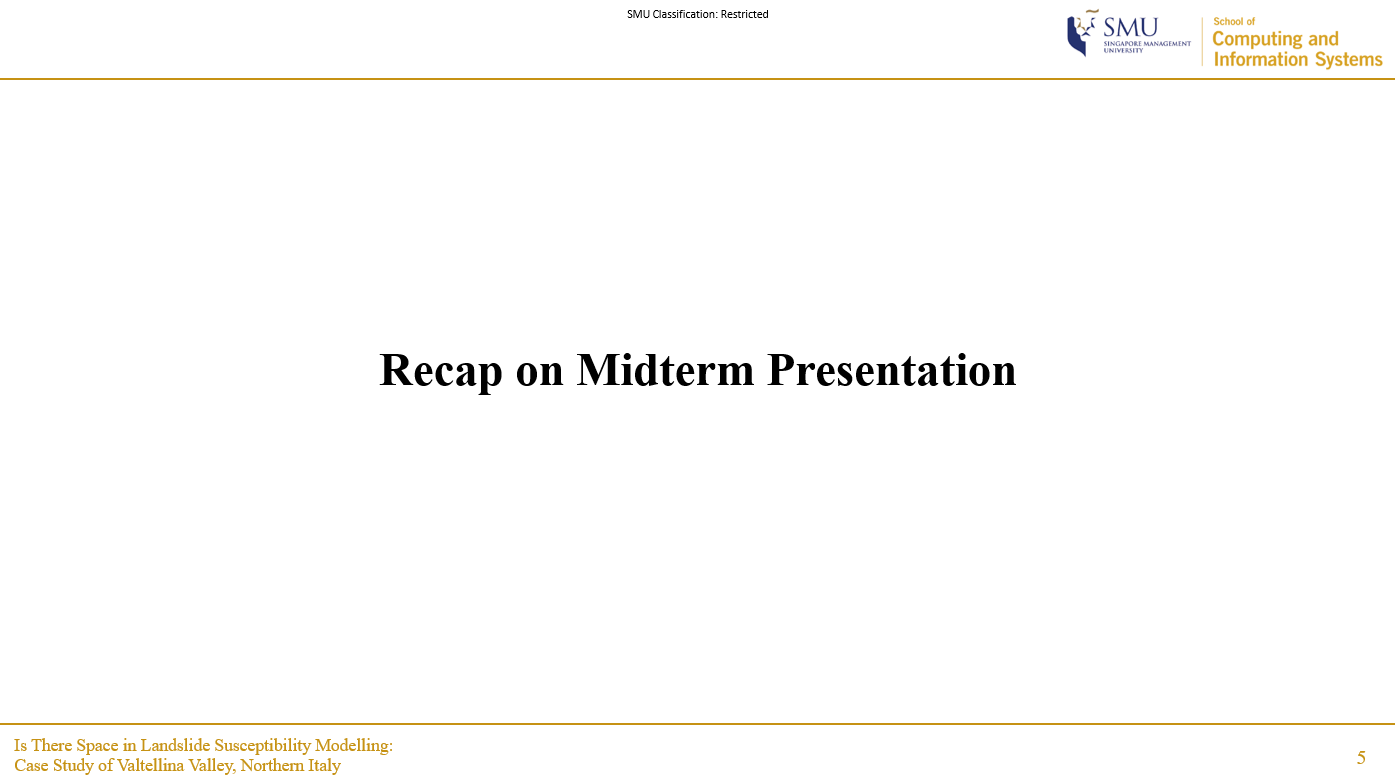 SMU Classification: Restricted
SMU
SINGAPORE MANAGEMENT
UNIVERSITY
School of
Computing and
Information Systems
Recap on Midterm Presentation
Is There Space in Landslide Susceptibility Modelling:
Case Study of Valtellina Valley, Northern Italy
5